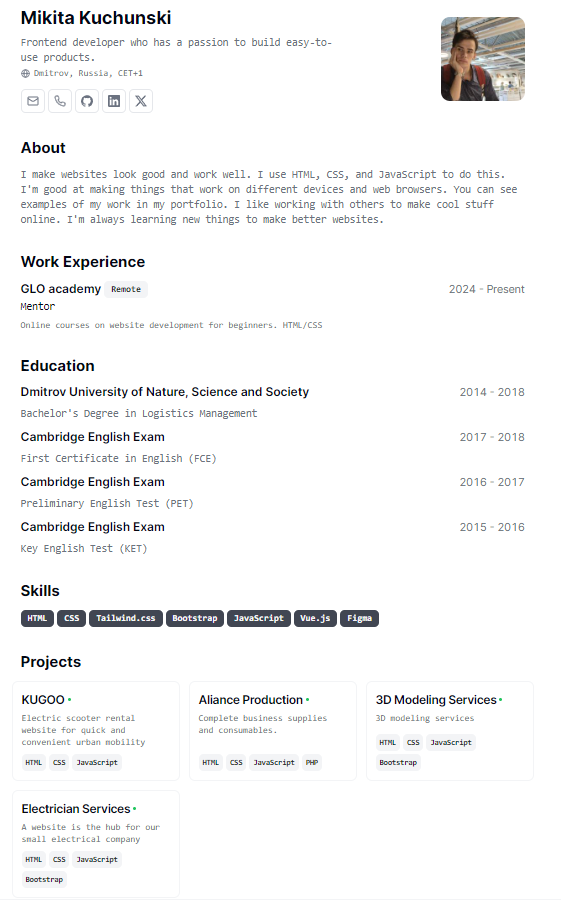 Mikita Kuchunski
Frontend developer who has a passion to build easy-to-
use products.
Dmitrov, Russia, CET+1
About
I make websites look good and work well. I use HTML, CSS, and JavaScript to do this.
I'm good at making things that work on different devices and web browsers. You can see
examples of my work in my portfolio. I like working with others to make cool stuff
online. I'm always learning new things to make better websites.
Work Experience
GLO academy Remote 2024 - Present
Mentor
Online courses on website development for beginners. HTML/CSS
Education
Dmitrov University of Nature, Science and Society 2014 - 2018
Bachelor's Degree in Logistics Management
Cambridge English Exam 2017 - 2018
First Certificate in English (FCE)
Cambridge English Exam 2016 - 2017
Preliminary English Test (PET)
Cambridge English Exam 2015 - 2016
Key English Test (KET)
Skills
HTML CSS Tailwind.css Bootstrap JavaScript Vue.js Figma
Projects
KUGOO
Electric scooter rental
website for quick and
convenient urban mobility
HTML CSS JavaScript
Aliance Production
Complete business supplies
and consumables.
HTML CSS JavaScript PHP
3D Modeling Services
3D modeling services
HTML CSS JavaScript
Bootstrap
Electrician Services
A website is the hub for our
small electrical company
HTML CSS JavaScript
Bootstrap